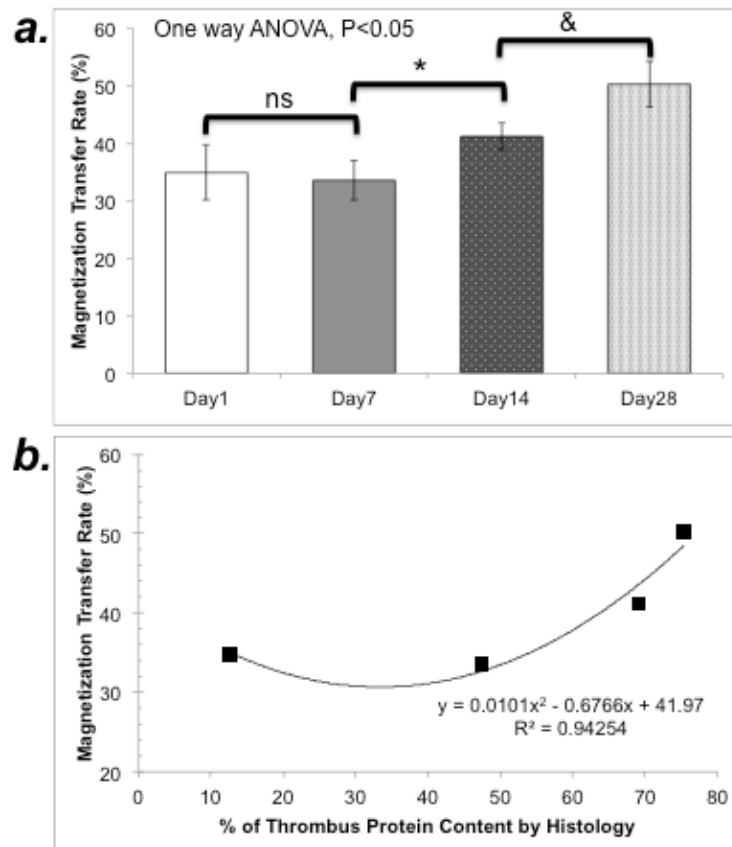 a.
One way ANOVA, P<0.05
&
*
ns
Magnetization Transfer Rate (%)
60
50
40
30
20
10
0
Day1 Day7 Day14 Day28
b.
Magnetization Transfer Rate (%)
60
50
40
30
20
y = 0.0101x² - 0.6766x + 41.97
R² = 0.94254
0 10 20 30 40 50 60 70 80
% of Thrombus Protein Content by Histology